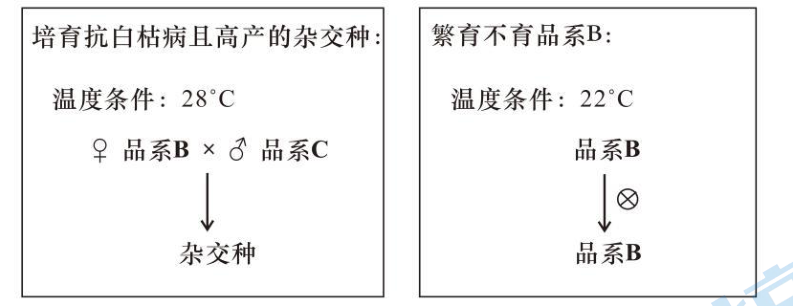 培育抗白枯病且高产的杂交种:
温度条件: 28°C
♀ 品系B × ♂ 品系C
杂交种
繁育不育品系B:
温度条件: 22°C
品系B
⊗
品系B